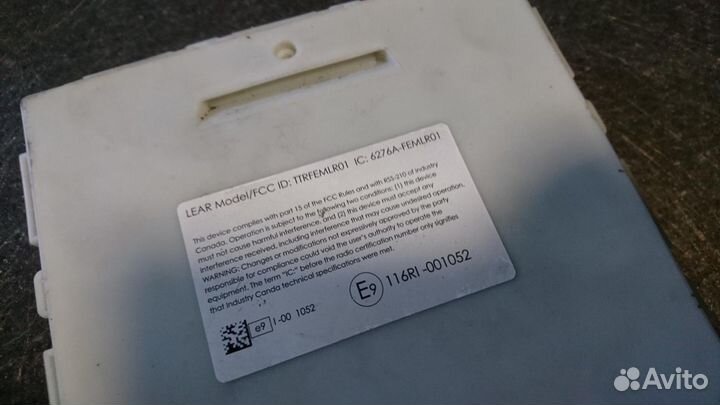 LEAR Model/FCC ID: TTRFEMLR01 IC: 6276A-FEMLR01
This device complies with part 15 of the FCC Rules and with RSS-210 of Industry
Canada. Operation is subject to the following two conditions: (1) this device
must not cause harmful interference, and (2) this device must accept any
interference received, including interference that may cause undesired operation.
WARNING: Changes or modifications not expressively approved by the party
responsible for compliance could void the user's authority to operate the
equipment. The term "IC:" before the radio certification number only signifies
that Industry Canda technical specifications were met.
e9 I-00 1052
E9 116RI-001052
Avito